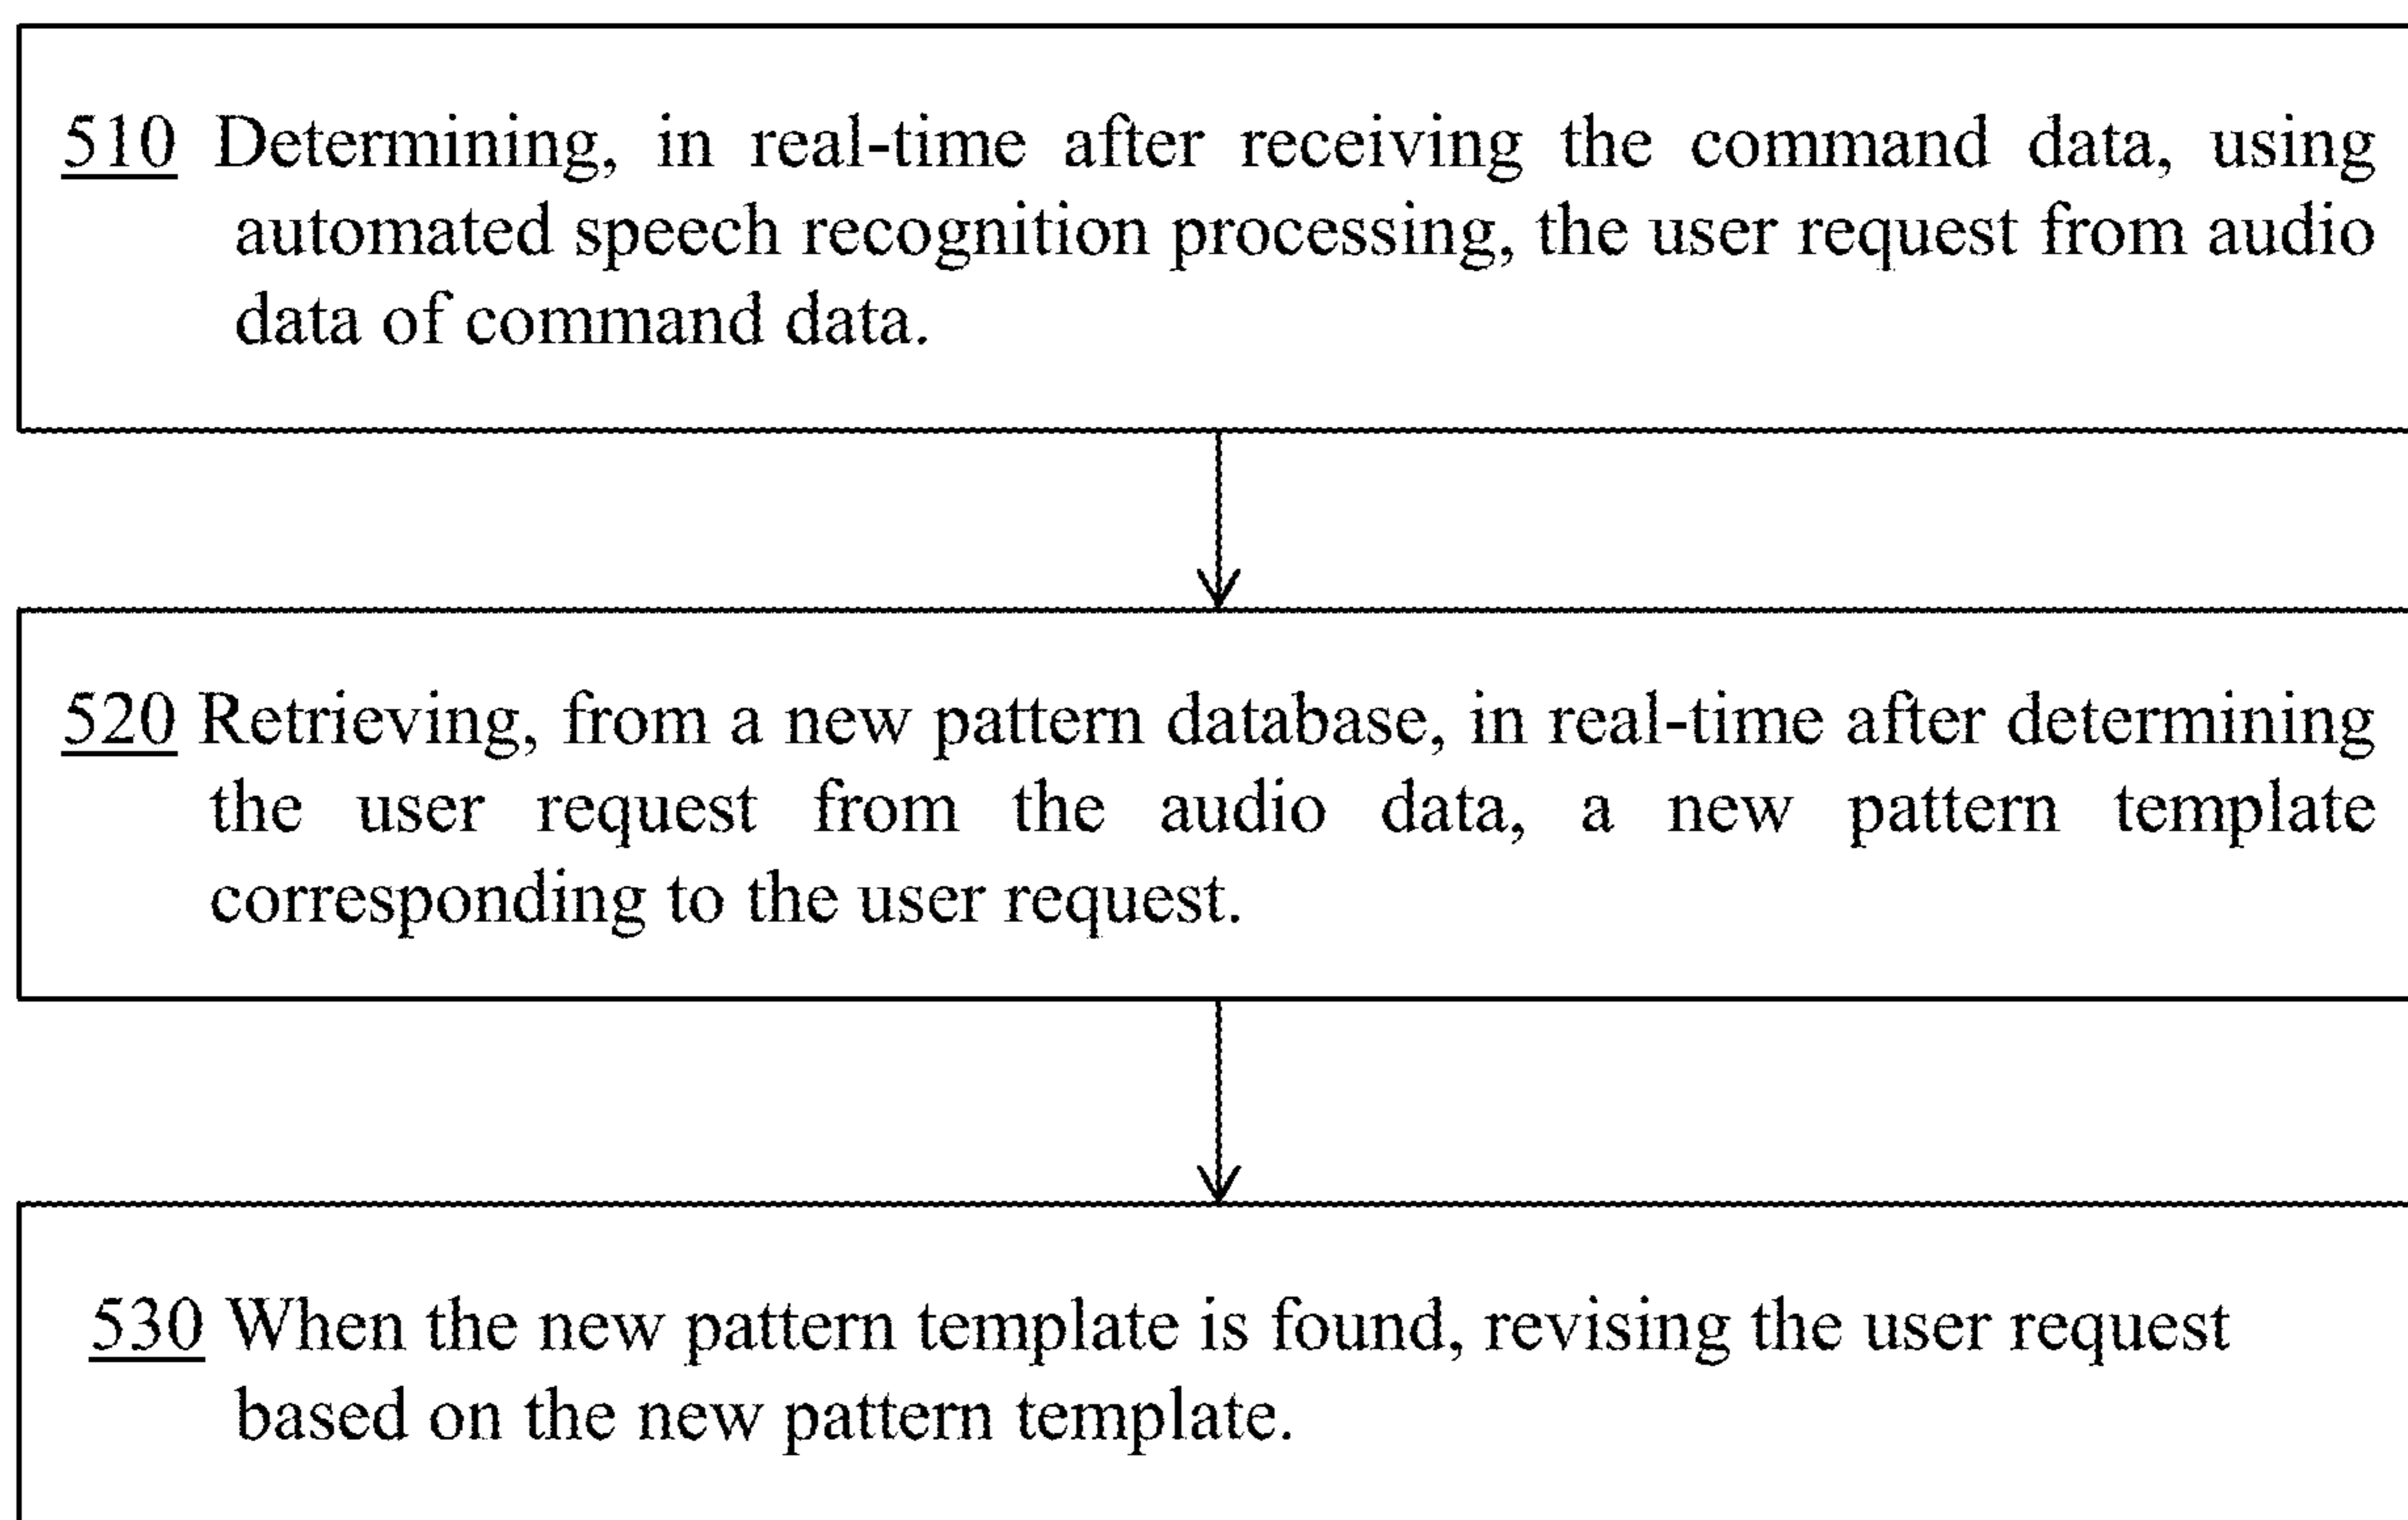 510 Determining, in real-time after receiving the command data, using
automated speech recognition processing, the user request from audio
data of command data.
520 Retrieving, from a new pattern database, in real-time after determining
the user request from the audio data, a new pattern template
corresponding to the user request.
530 When the new pattern template is found, revising the user request
based on the new pattern template.